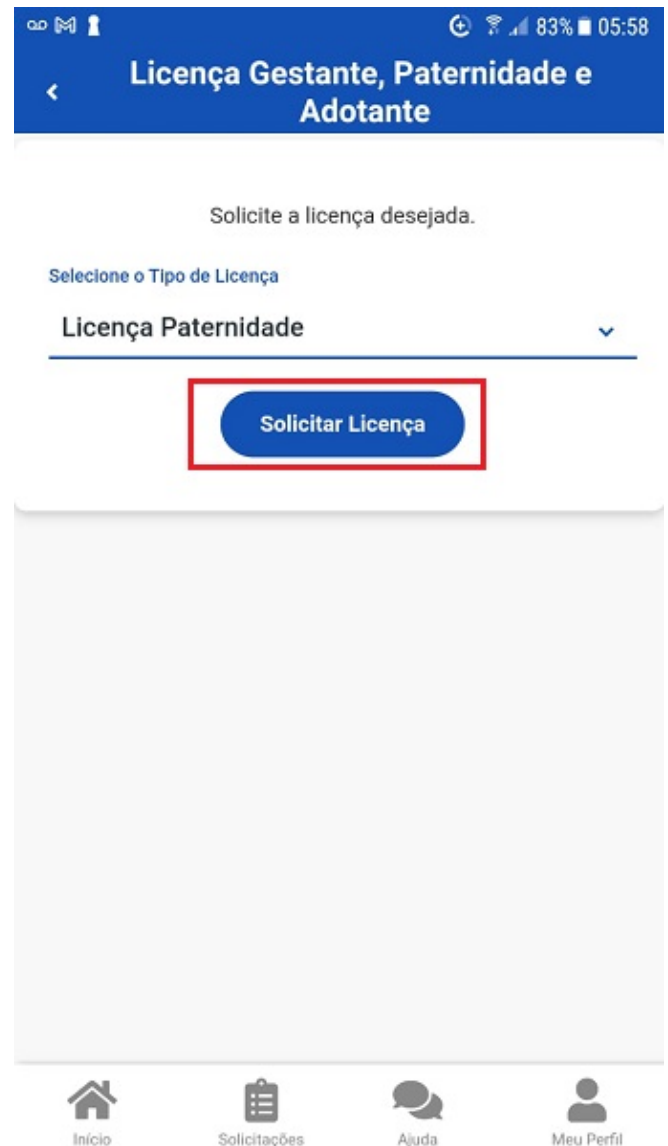 83% 05:58
Licença Gestante, Paternidade e
Adotante
Solicite a licença desejada.
Selecione o Tipo de Licença
Licença Paternidade
Solicitar Licença
Início Solicitações Ajuda Meu Perfil